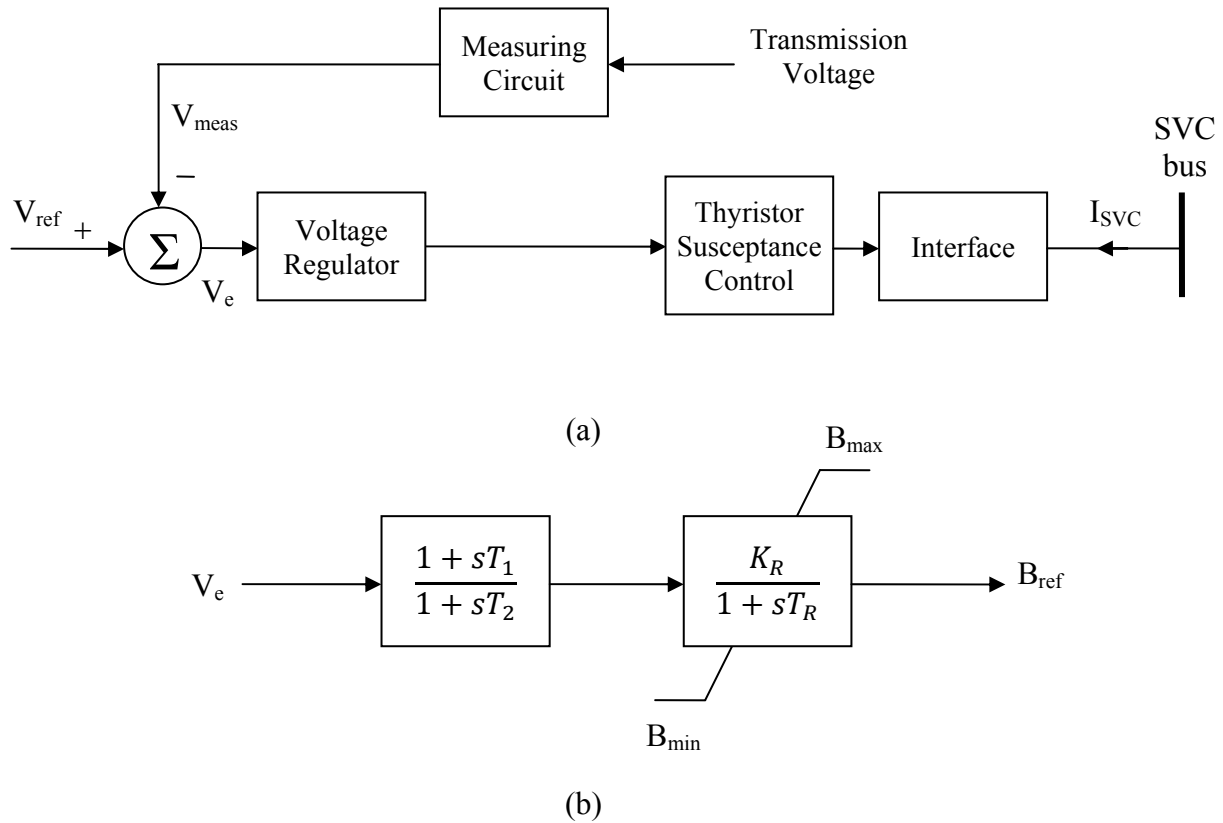 Measuring
Circuit
Transmission
Voltage
V_meas
SVC
bus
V_ref
+
−
Σ
V_e
Voltage
Regulator
Thyristor
Susceptance
Control
Interface
I_SVC
(a)
B_max
V_e
1 + sT_1
1 + sT_2
K_R
1 + sT_R
B_ref
B_min
(b)